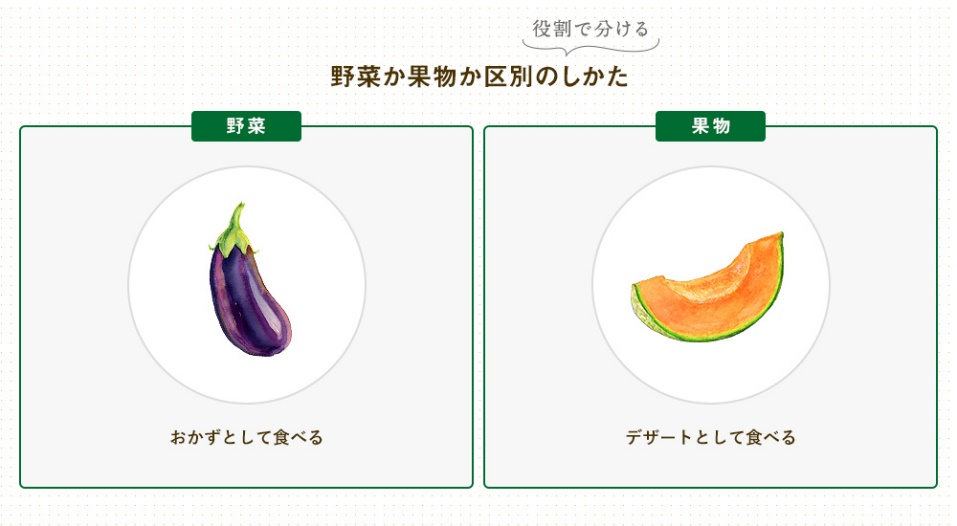 役割で分ける
野菜か果物か区別のしかた
野菜
果物
おかずとして食べる
デザートとして食べる